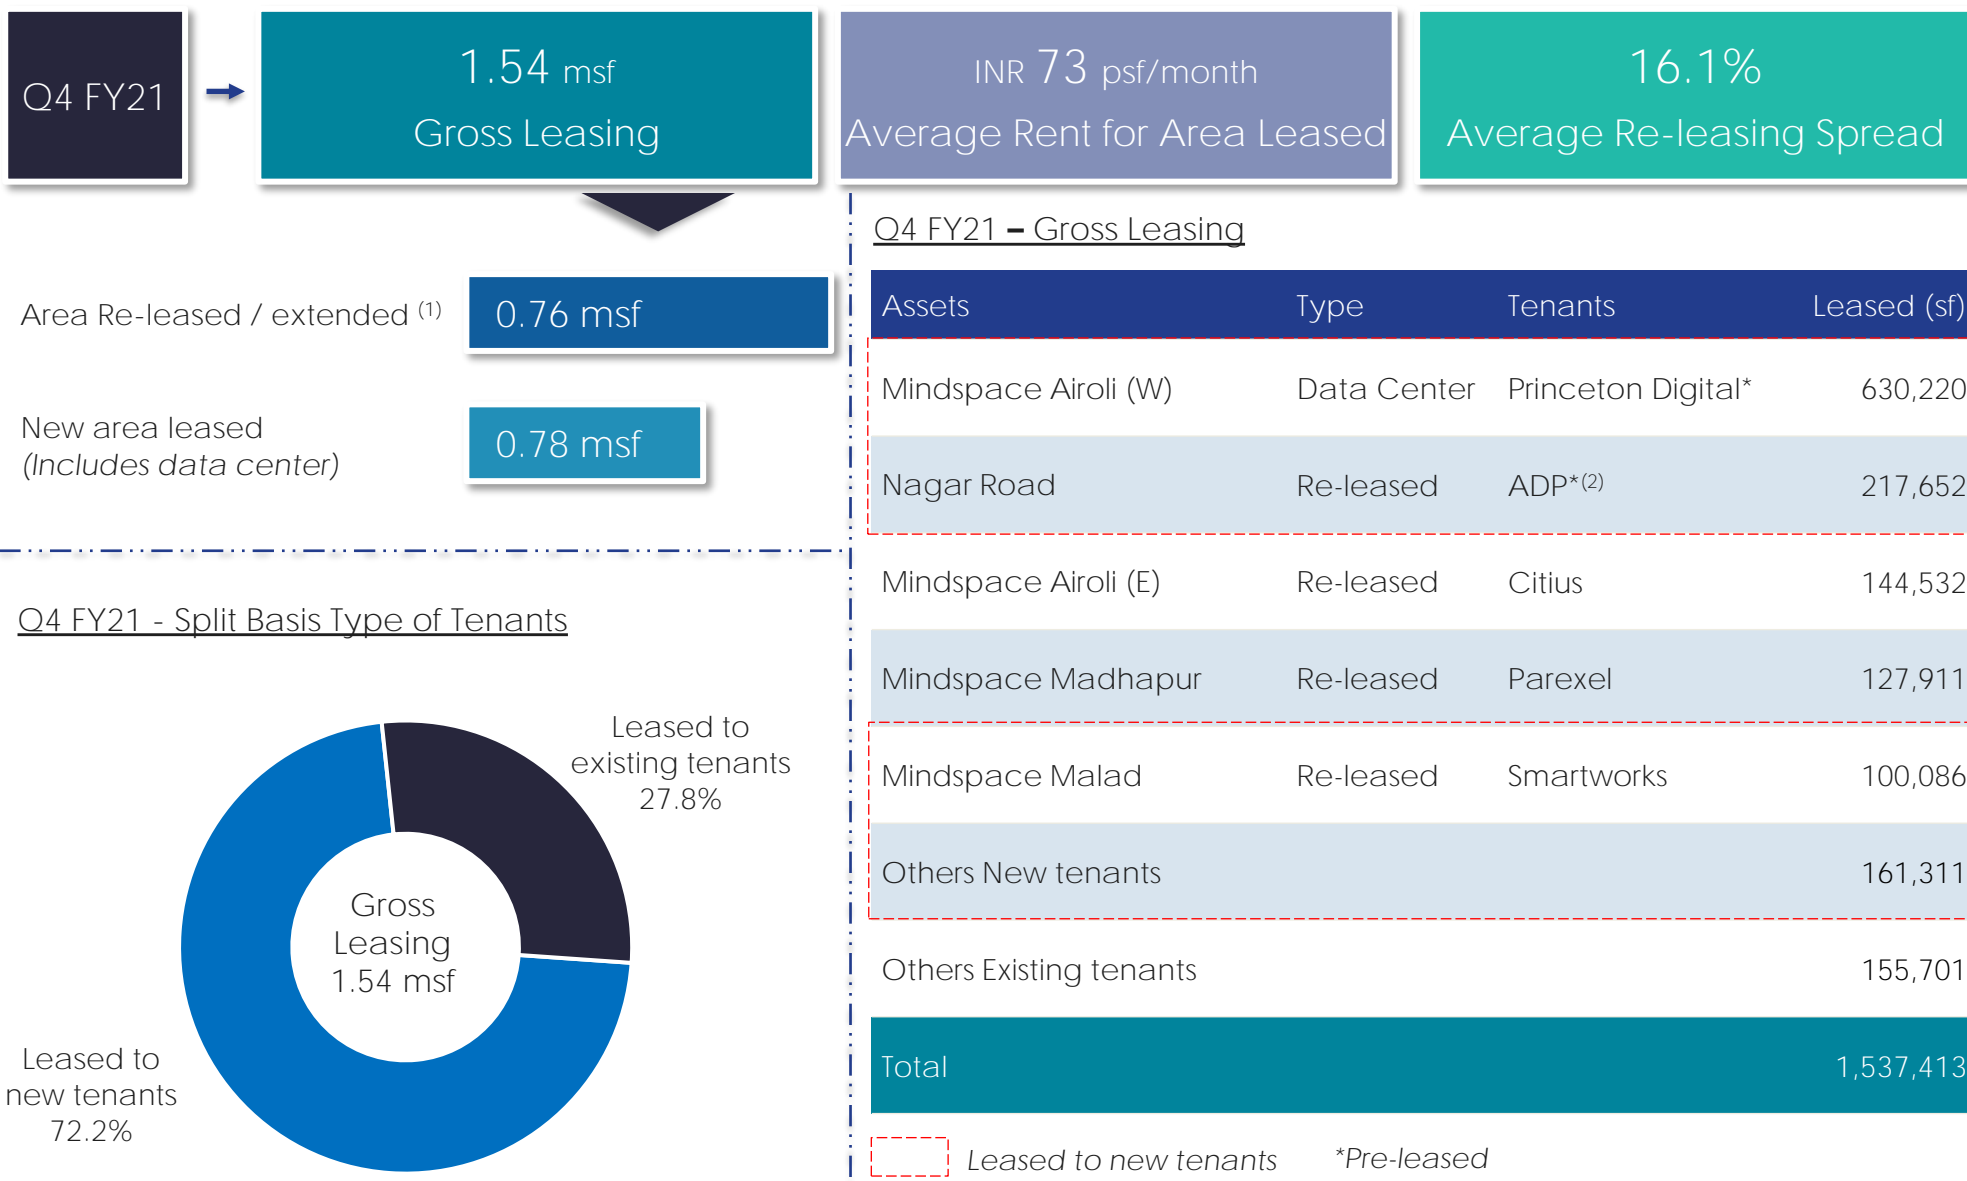 Q4 FY21
1.54 msf
Gross Leasing
INR 73 psf/month
Average Rent for Area Leased
16.1%
Average Re-leasing Spread
Area Re-leased / extended (1)
0.76 msf
New area leased
(Includes data center)
0.78 msf
Q4 FY21 - Split Basis Type of Tenants
Leased to
existing tenants
27.8%
Gross
Leasing
1.54 msf
Leased to
new tenants
72.2%
Q4 FY21 – Gross Leasing
Assets Type Tenants Leased (sf)
Mindspace Airoli (W) Data Center Princeton Digital* 630,220
Nagar Road Re-leased ADP*(2) 217,652
Mindspace Airoli (E) Re-leased Citius 144,532
Mindspace Madhapur Re-leased Parexel 127,911
Mindspace Malad Re-leased Smartworks 100,086
Others New tenants 161,311
Others Existing tenants 155,701
Total 1,537,413
Leased to new tenants *Pre-leased